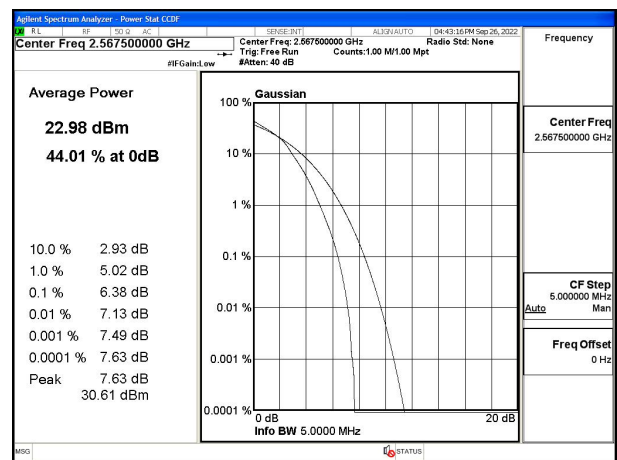 Agilent Spectrum Analyzer - Power Stat CCDF
RL RF 50 Ω AC SENSE:INT ALIGN AUTO 04:43:16 PM Sep 26, 2022
Center Freq 2.567500000 GHz
Center Freq: 2.567500000 GHz Radio Std: None
Trig: Free Run Counts:1.00 M/1.00 Mpt
#IFGain:Low #Atten: 40 dB
Frequency
Average Power
22.98 dBm
44.01 % at 0dB
10.0 % 2.93 dB
1.0 % 5.02 dB
0.1 % 6.38 dB
0.01 % 7.13 dB
0.001 % 7.49 dB
0.0001 % 7.63 dB
Peak 7.63 dB
30.61 dBm
Gaussian
100 %
10 %
1 %
0.1 %
0.01 %
0.001 %
0.0001 %
0 dB 20 dB
Info BW 5.0000 MHz
Center Freq
2.567500000 GHz
CF Step
5.000000 MHz
Auto Man
Freq Offset
0 Hz
MSG STATUS